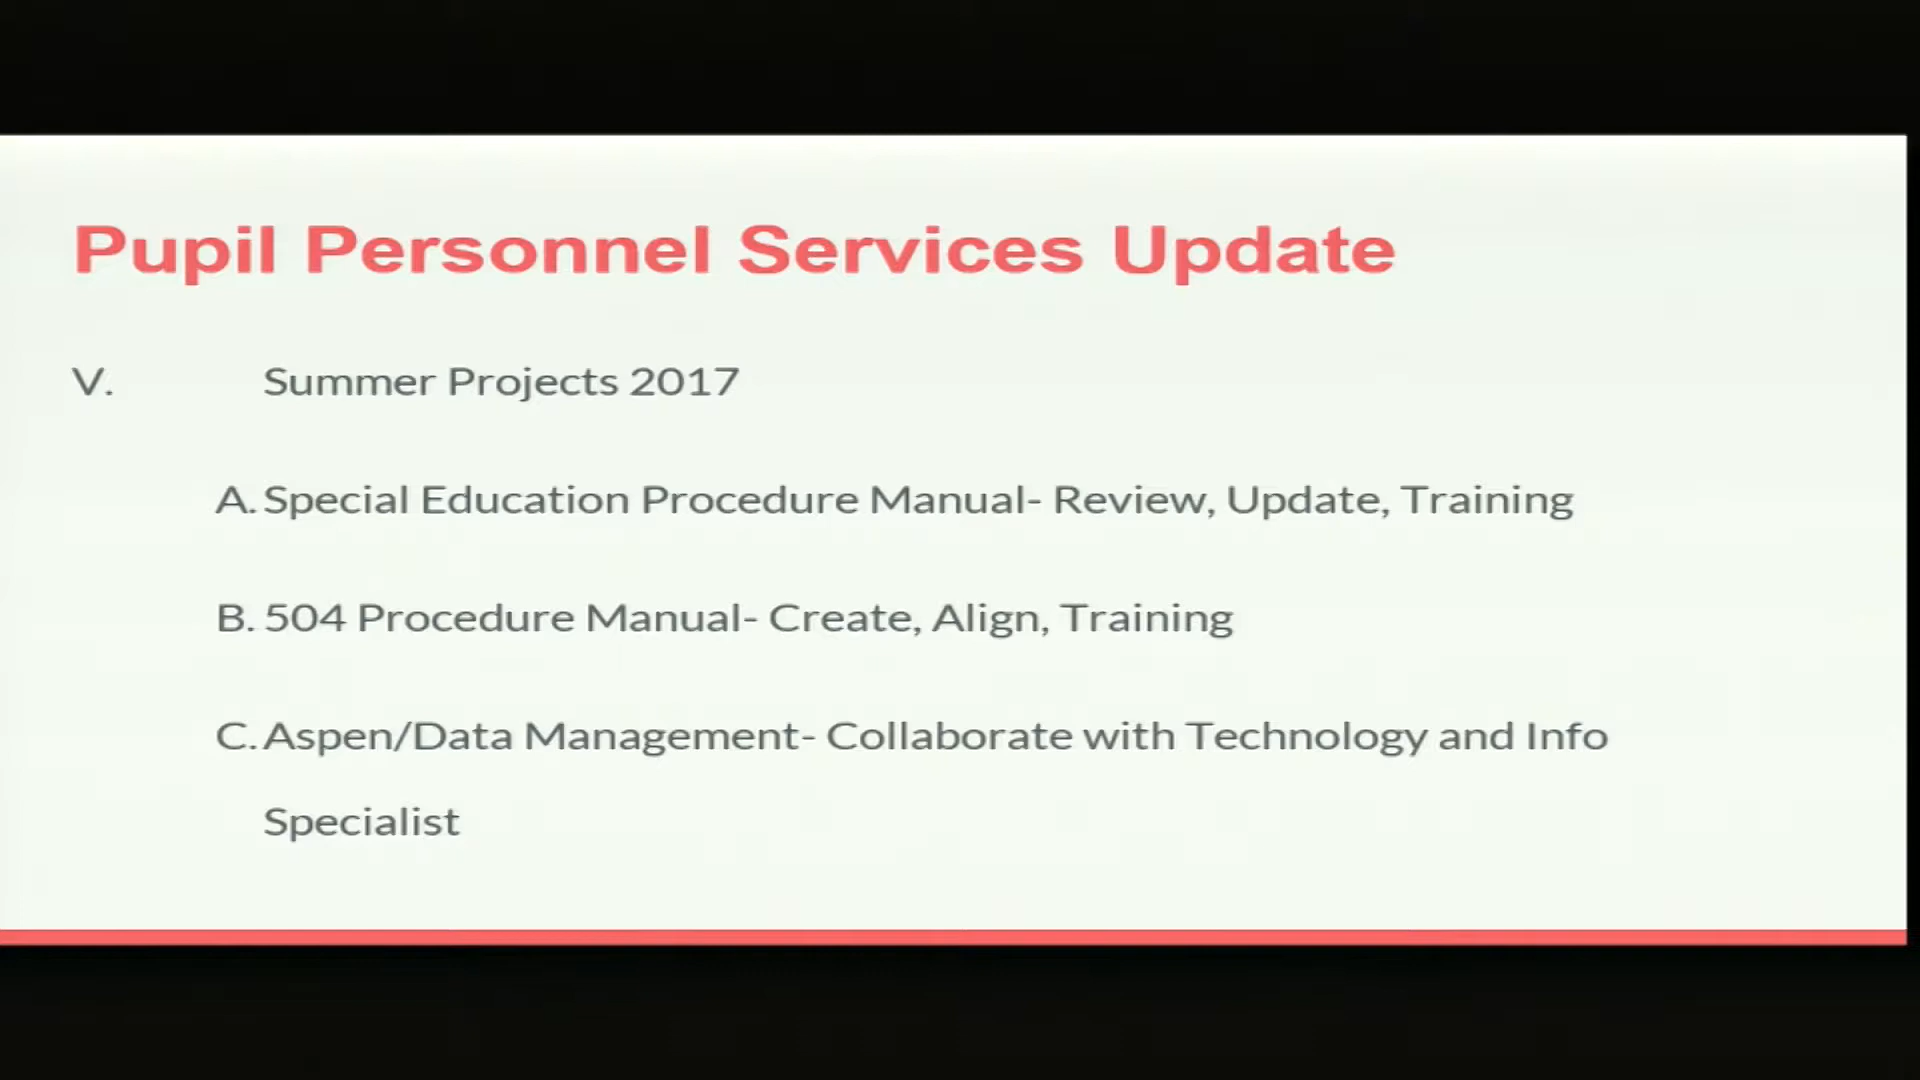 Pupil Personnel Services Update
V. Summer Projects 2017
A. Special Education Procedure Manual- Review, Update, Training
B. 504 Procedure Manual- Create, Align, Training
C. Aspen/Data Management- Collaborate with Technology and Info
Specialist